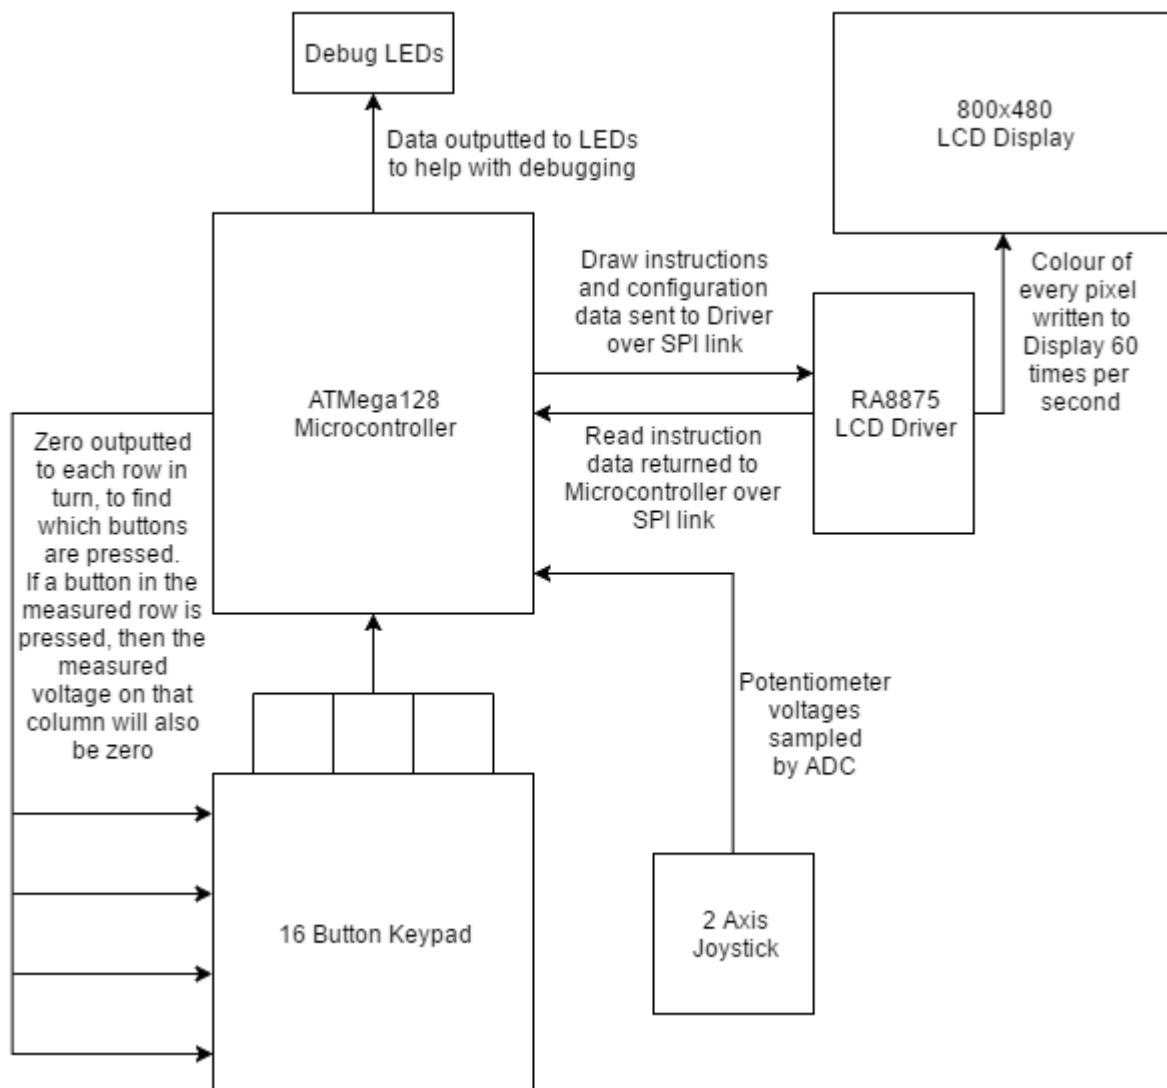 Debug LEDs
800x480
LCD Display
Data outputted to LEDs
to help with debugging
Draw instructions
and configuration
data sent to Driver
over SPI link
Colour of
every pixel
written to
Display 60
times per
second
ATMega128
Microcontroller
RA8875
LCD Driver
Read instruction
data returned to
Microcontroller over
SPI link
Zero outputted
to each row in
turn, to find
which buttons
are pressed.
If a button in the
measured row is
pressed, then the
measured
voltage on that
column will also
be zero
Potentiometer
voltages
sampled
by ADC
16 Button Keypad
2 Axis
Joystick